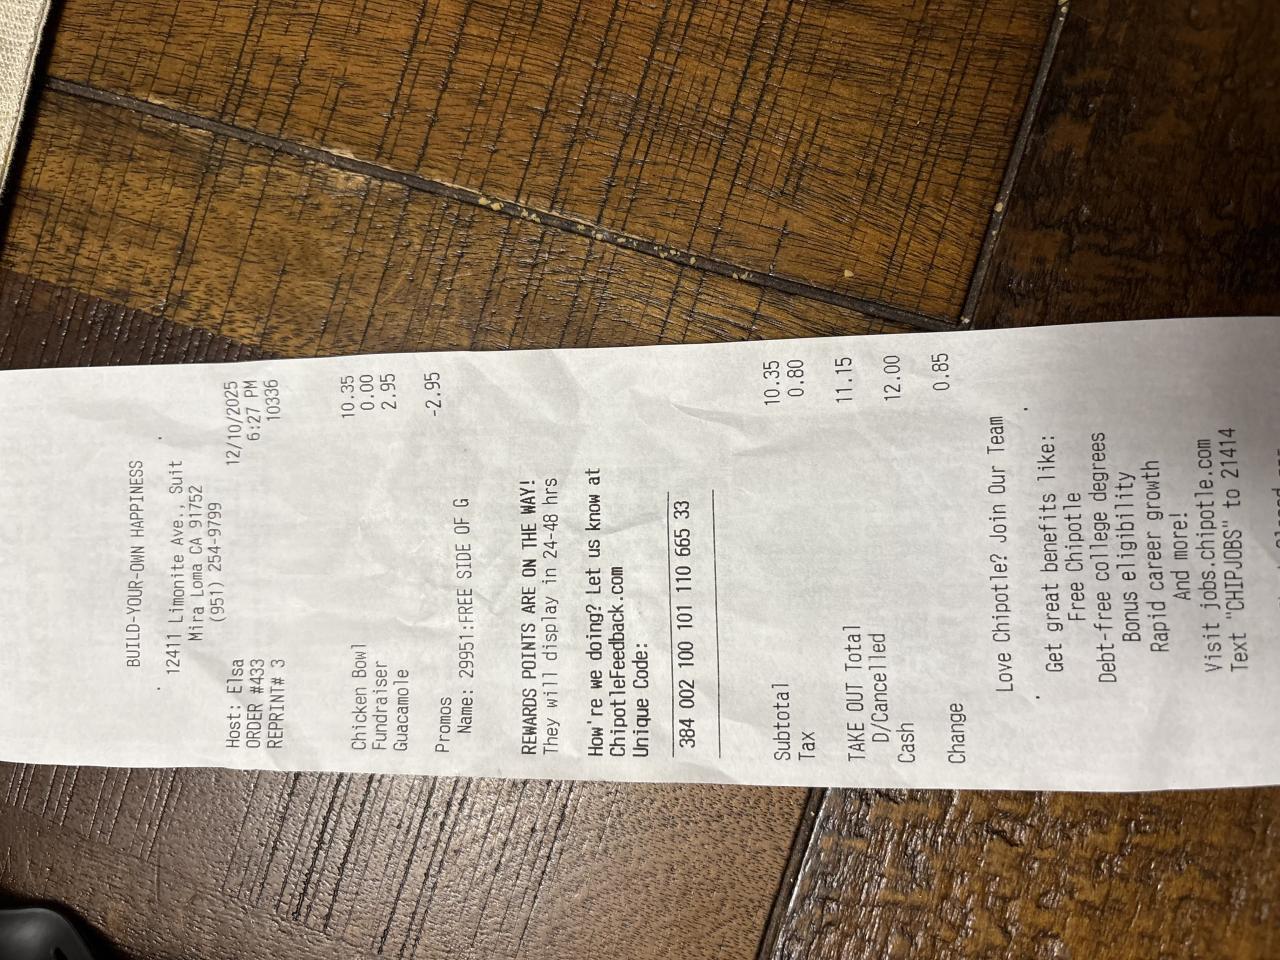 BUILD-YOUR-OWN HAPPINESS
12411 Limonite Ave., Suit
Mira Loma CA 91752
(951) 254-9799
Host: Elsa 12/10/2025
ORDER #433 6:27 PM
REPRINT# 3 10336
Chicken Bowl 10.35
Fundraiser 0.00
Guacamole 2.95
Promos -2.95
Name: 29951:FREE SIDE OF G
REWARDS POINTS ARE ON THE WAY!
They will display in 24-48 hrs
How're we doing? Let us know at
ChipotleFeedback.com
Unique Code:
384 002 100 101 110 665 33
Subtotal 10.35
Tax 0.80
TAKE OUT Total 11.15
D/Cancelled
Cash 12.00
Change 0.85
Love Chipotle? Join Our Team
Get great benefits like:
Free Chipotle
Debt-free college degrees
Bonus eligibility
Rapid career growth
And more!
Visit jobs.chipotle.com
Text "CHIPJOBS" to 21414